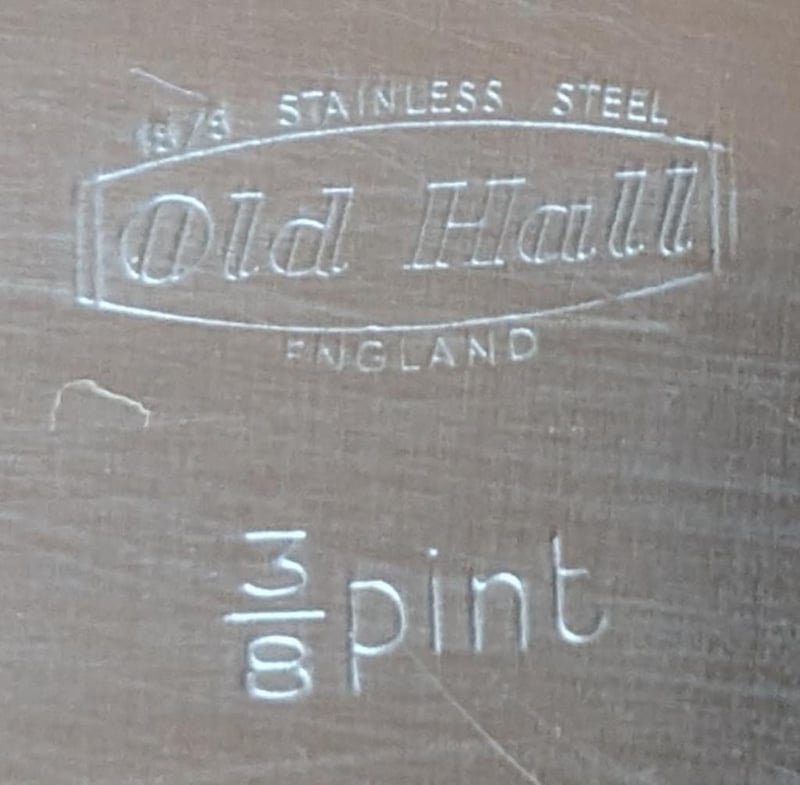 18/8 STAINLESS STEEL
Old Hall
ENGLAND
3/8 pint